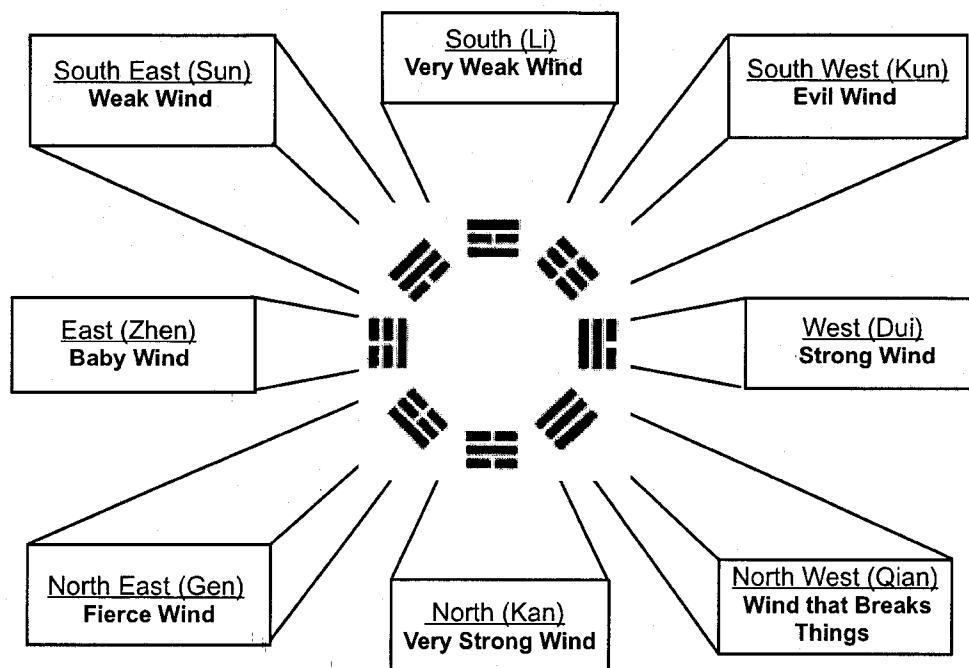 South (Li)
Very Weak Wind
South East (Sun)
Weak Wind
South West (Kun)
Evil Wind
East (Zhen)
Baby Wind
West (Dui)
Strong Wind
North East (Gen)
Fierce Wind
North (Kan)
Very Strong Wind
North West (Qian)
Wind that Breaks
Things